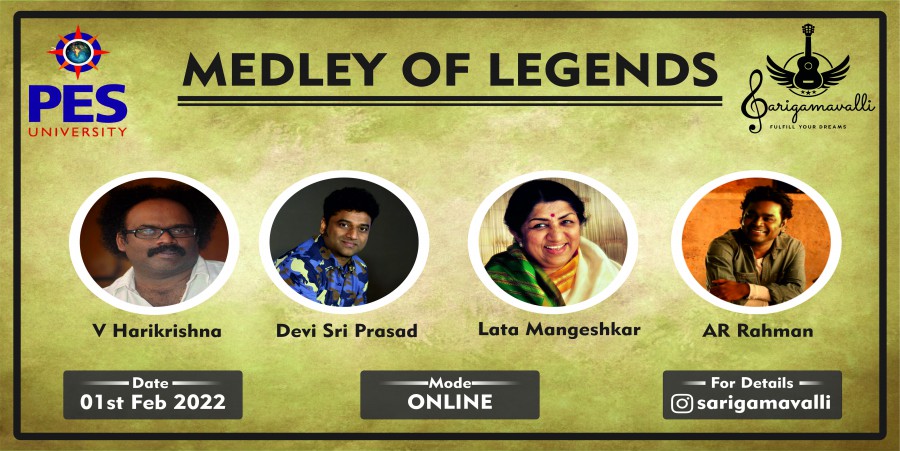 PES
UNIVERSITY
MEDLEY OF LEGENDS
Sarigamavalli
FULFILL YOUR DREAMS
V Harikrishna
Devi Sri Prasad
Lata Mangeshkar
AR Rahman
Date
01st Feb 2022
Mode
ONLINE
For Details
sarigamavalli